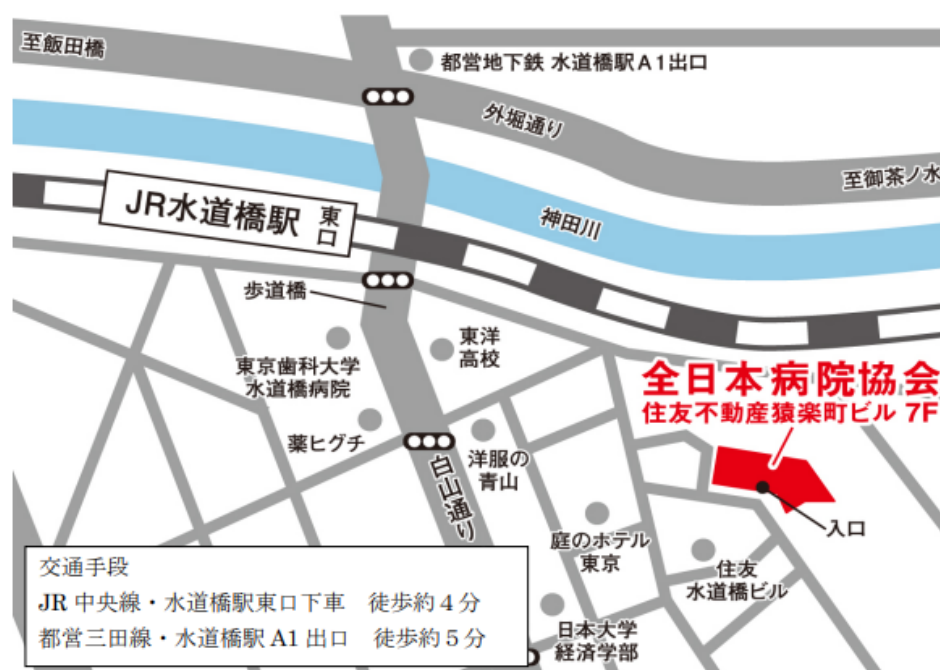 至飯田橋
都営地下鉄 水道橋駅A1出口
外堀通り
至御茶ノ水
JR水道橋駅 東口
神田川
歩道橋
東洋
高校
東京歯科大学
水道橋病院
全日本病院協会
住友不動産猿楽町ビル 7F
薬ヒグチ
洋服の
青山
白山通り
入口
庭のホテル
東京
住友
水道橋ビル
日本大学
経済学部
交通手段
JR 中央線・水道橋駅東口下車 徒歩約4分
都営三田線・水道橋駅 A1 出口 徒歩約5分